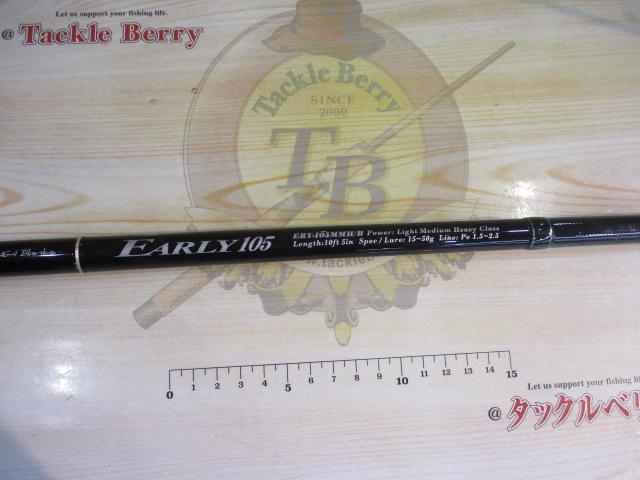 Let us support your fishing life.
@ Tackle Berry
Tackle Berry
SINCE
2000
TB
EARLY 105
ERY-105MMH/B Power: Light Medium Heavy Class
Length:10ft 5in Spec/Lure: 15~50g Line: Pe 1.5~2.5
www.tackle
0 1 2 3 4 5 6 7 8 9 10 11 12 13 14 15
Let us support your fishing life
@ タックルベリ